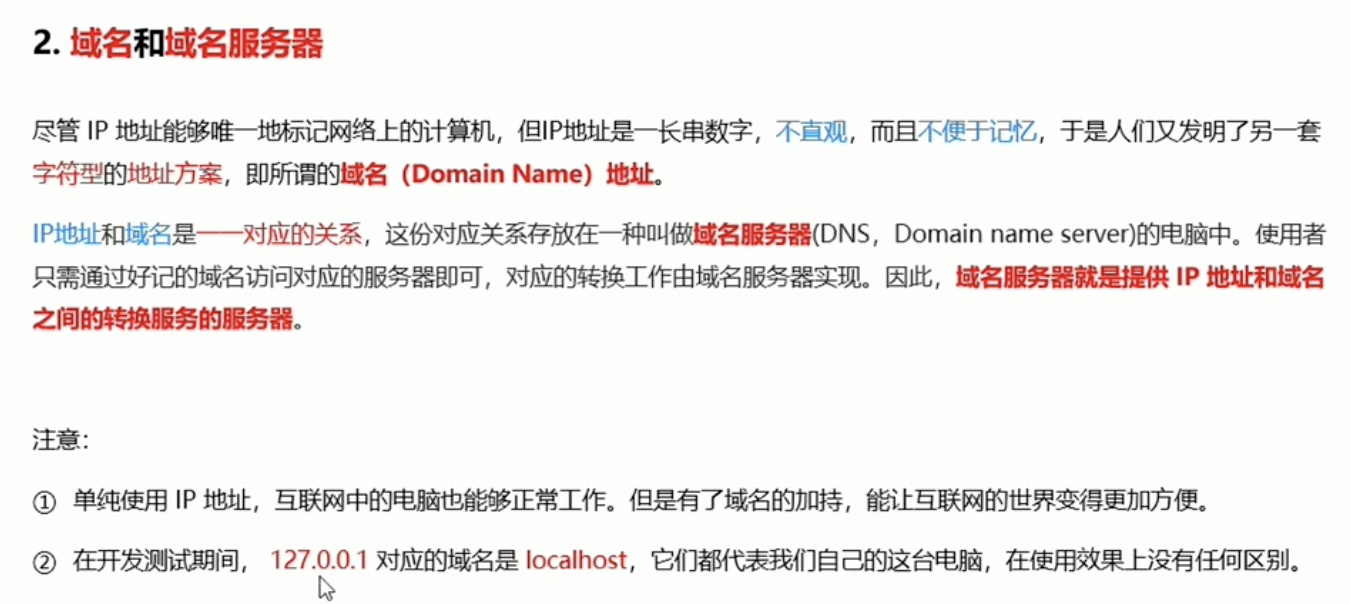 2. 域名和域名服务器
尽管 IP 地址能够唯一地标记网络上的计算机，但IP地址是一长串数字，不直观，而且不便于记忆，于是人们又发明了另一套
字符型的地址方案，即所谓的域名（Domain Name）地址。
IP地址和域名是一一对应的关系，这份对应关系存放在一种叫做域名服务器(DNS，Domain name server)的电脑中。使用者
只需通过好记的域名访问对应的服务器即可，对应的转换工作由域名服务器实现。因此，域名服务器就是提供 IP 地址和域名
之间的转换服务的服务器。
注意：
① 单纯使用 IP 地址，互联网中的电脑也能够正常工作。但是有了域名的加持，能让互联网的世界变得更加方便。
② 在开发测试期间， 127.0.0.1 对应的域名是 localhost，它们都代表我们自己的这台电脑，在使用效果上没有任何区别。